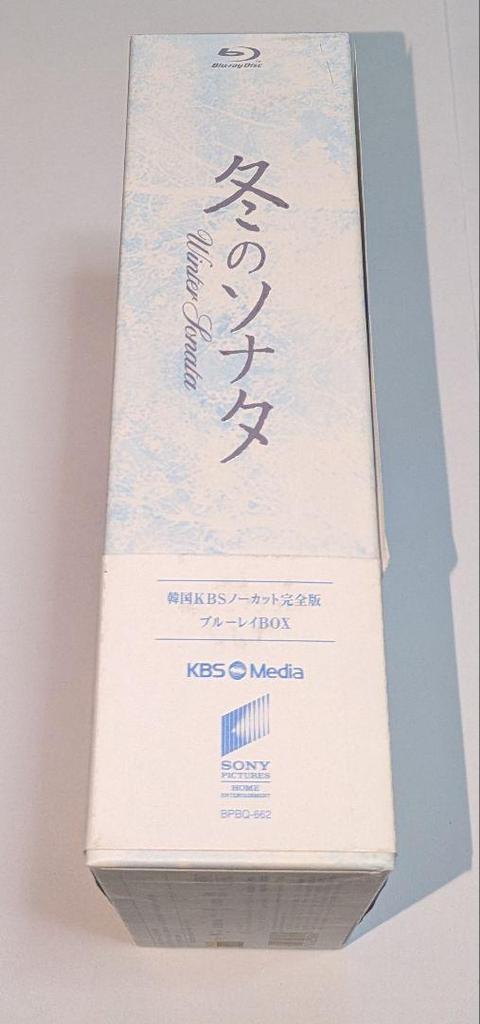 Blu-ray Disc
冬のソナタ
Winter Sonata
韓国KBSノーカット完全版
ブルーレイBOX
KBS Media
SONY
PICTURES
HOME
ENTERTAINMENT
BPBQ-662